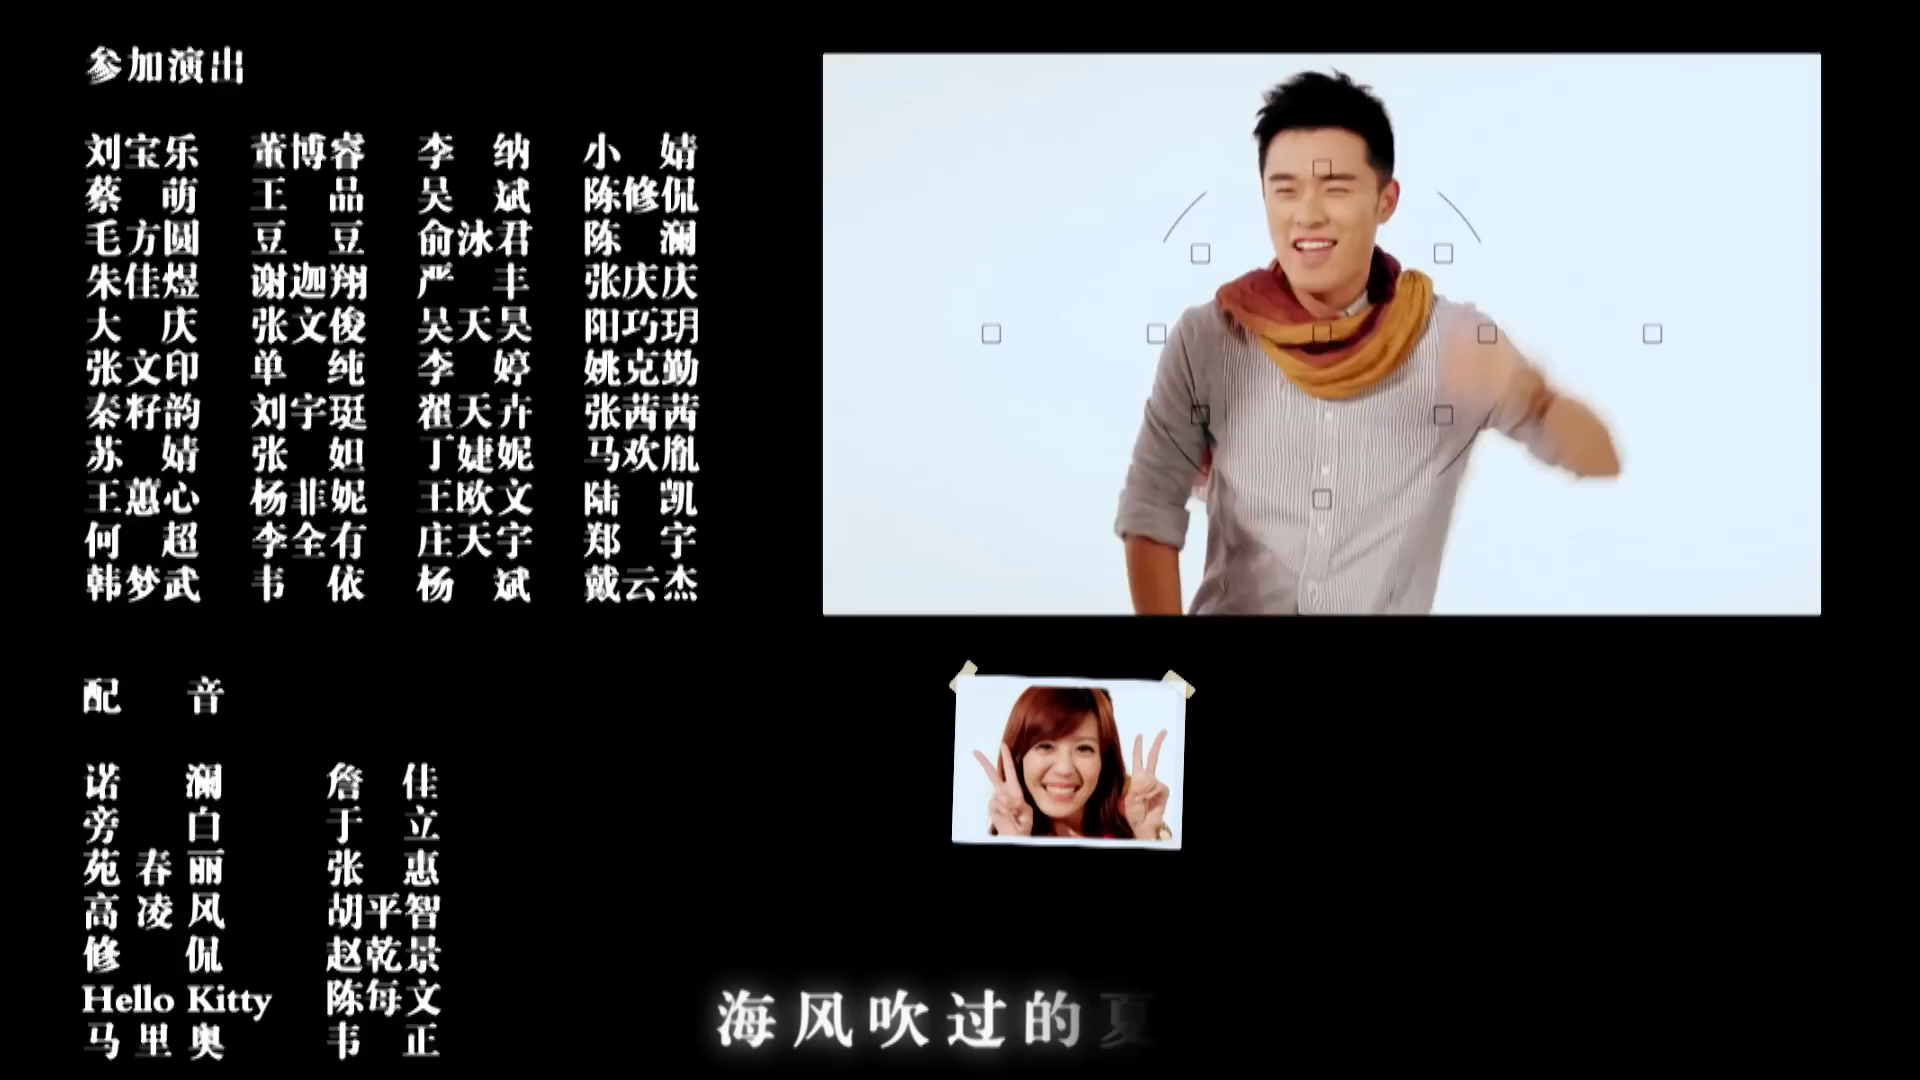 参加演出
刘宝乐 董博睿 李纳 小婧
蔡萌 王品 吴斌 陈修侃
毛方圆 豆豆 俞泳君 陈澜
朱佳煜 谢迦翔 严丰 张庆庆
大庆 张文俊 吴天昊 阳巧玥
张文印 单纯 李婷 姚克勤
秦籽韵 刘宇珽 翟天卉 张茜茜
苏婧 张妲 丁婕妮 马欢胤
王蕙心 杨菲妮 王欧文 陆凯
何超 李全有 庄天宇 郑宇
韩梦武 韦依 杨斌 戴云杰
配音
诺澜 詹佳
旁白 于立
苑春丽 张惠
高凌风 胡平智
修侃 赵乾景
Hello Kitty 陈每文
马里奥 韦正
海风吹过的夏